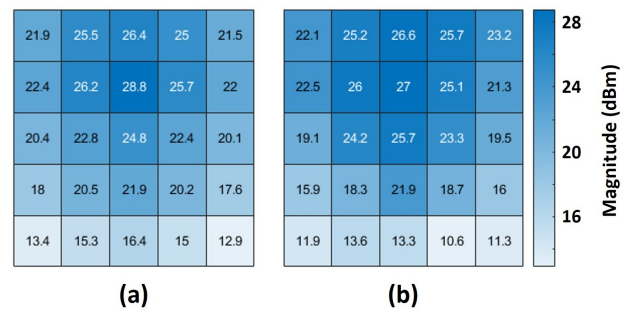 21.9 25.5 26.4 25 21.5 22.1 25.2 26.6 25.7 23.2 28
22.4 26.2 28.8 25.7 22 22.5 26 27 25.1 21.3 24
20.4 22.8 24.8 22.4 20.1 19.1 24.2 25.7 23.3 19.5 20
18 20.5 21.9 20.2 17.6 15.9 18.3 21.9 18.7 16 16
13.4 15.3 16.4 15 12.9 11.9 13.6 13.3 10.6 11.3
Magnitude (dBm)
(a) (b)